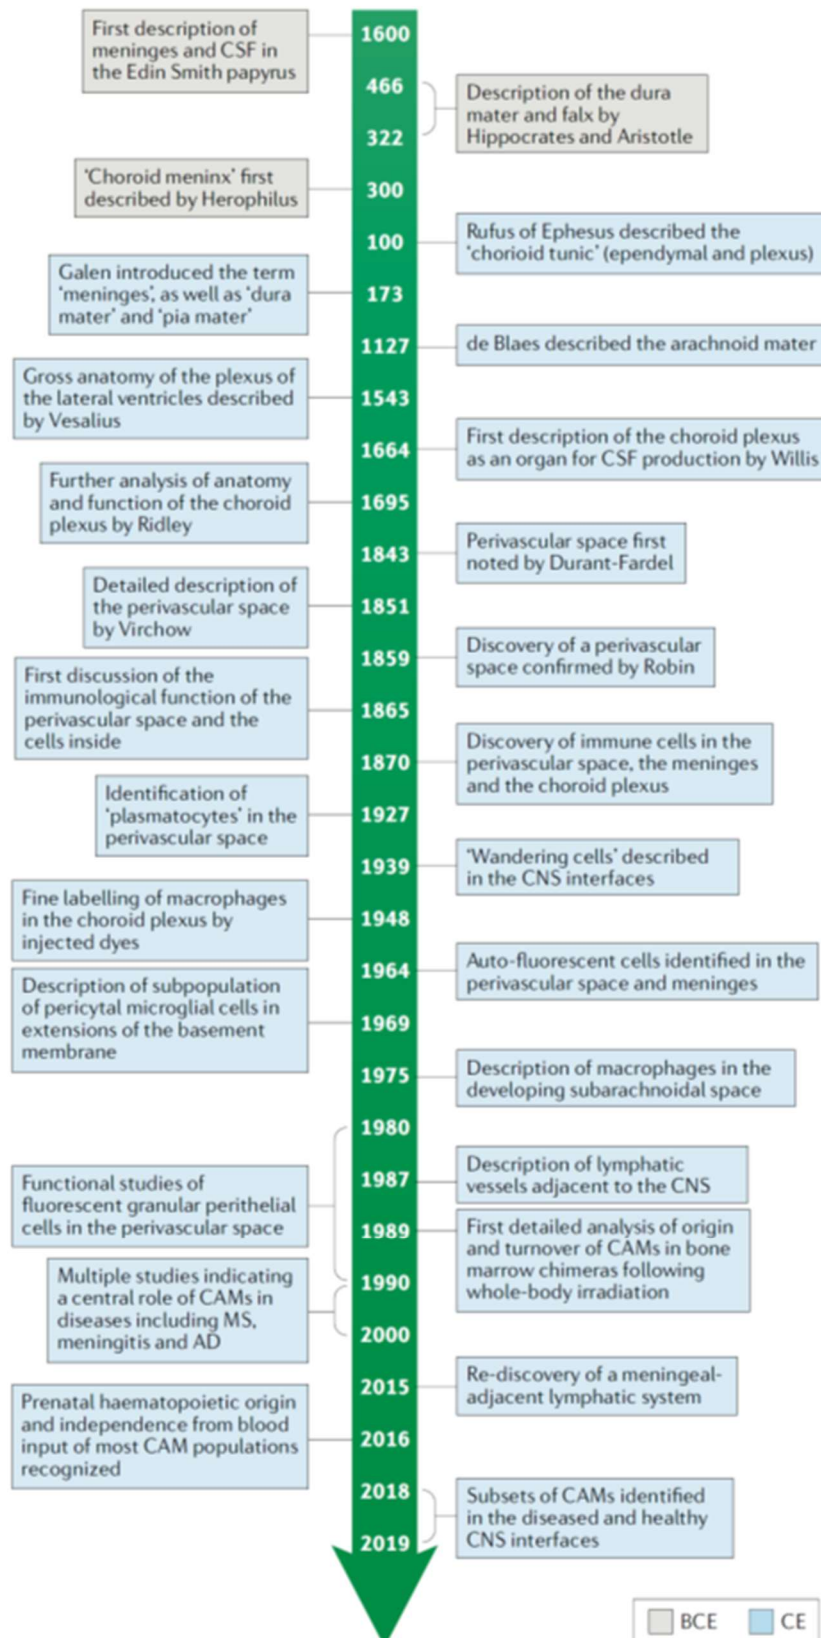 First description of
meninges and CSF in
the Edin Smith papyrus
1600
466
Description of the dura
mater and falx by
Hippocrates and Aristotle
322
'Choroid meninx' first
described by Herophilus
300
100
Rufus of Ephesus described the
'chorioid tunic' (ependymal and plexus)
Galen introduced the term
'meninges', as well as 'dura
mater' and 'pia mater'
173
1127
de Blaes described the arachnoid mater
Gross anatomy of the plexus of
the lateral ventricles described
by Vesalius
1543
1664
First description of the choroid plexus
as an organ for CSF production by Willis
Further analysis of anatomy
and function of the choroid
plexus by Ridley
1695
1843
Perivascular space first
noted by Durant-Fardel
Detailed description of
the perivascular space
by Virchow
1851
1859
Discovery of a perivascular
space confirmed by Robin
First discussion of the
immunological function of the
perivascular space and the
cells inside
1865
1870
Discovery of immune cells in the
perivascular space, the meninges
and the choroid plexus
Identification of
'plasmatocytes' in the
perivascular space
1927
1939
'Wandering cells' described
in the CNS interfaces
Fine labelling of macrophages
in the choroid plexus by
injected dyes
1948
1964
Auto-fluorescent cells identified in the
perivascular space and meninges
Description of subpopulation
of pericytal microglial cells in
extensions of the basement
membrane
1969
1975
Description of macrophages in the
developing subarachnoidal space
1980
Functional studies of
fluorescent granular perithelial
cells in the perivascular space
1987
Description of lymphatic
vessels adjacent to the CNS
1989
First detailed analysis of origin
and turnover of CAMs in bone
marrow chimeras following
whole-body irradiation
1990
Multiple studies indicating
a central role of CAMs in
diseases including MS,
meningitis and AD
2000
2015
Re-discovery of a meningeal-
adjacent lymphatic system
Prenatal haematopoietic origin
and independence from blood
input of most CAM populations
recognized
2016
2018
Subsets of CAMs identified
in the diseased and healthy
CNS interfaces
2019
BCE
CE